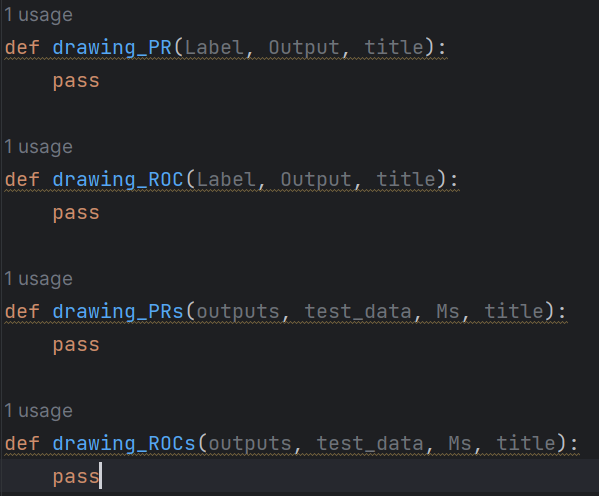 1 usage
def drawing_PR(Label, Output, title):
    pass
1 usage
def drawing_ROC(Label, Output, title):
    pass
1 usage
def drawing_PRs(outputs, test_data, Ms, title):
    pass
1 usage
def drawing_ROCs(outputs, test_data, Ms, title):
    pass